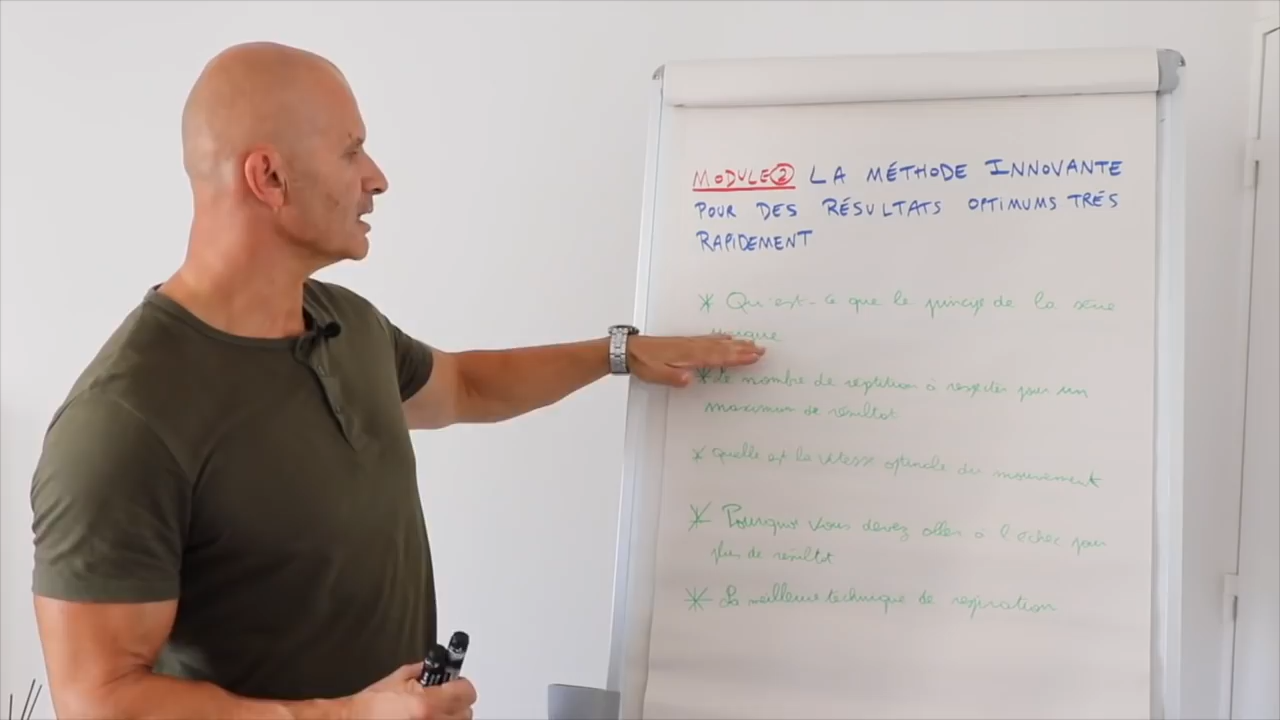 MODULE ② LA MÉTHODE INNOVANTE
POUR DES RÉSULTATS OPTIMUMS TRÉS
RAPIDEMENT
* Qu'est-ce que le principe de la série
* Le nombre de répétition à respecter pour un
maximum de résultat
* Quelle est la vitesse optimale du mouvement
* Pourquoi vous devez aller à l'échec pour
plus de résultat
* La meilleure technique de respiration